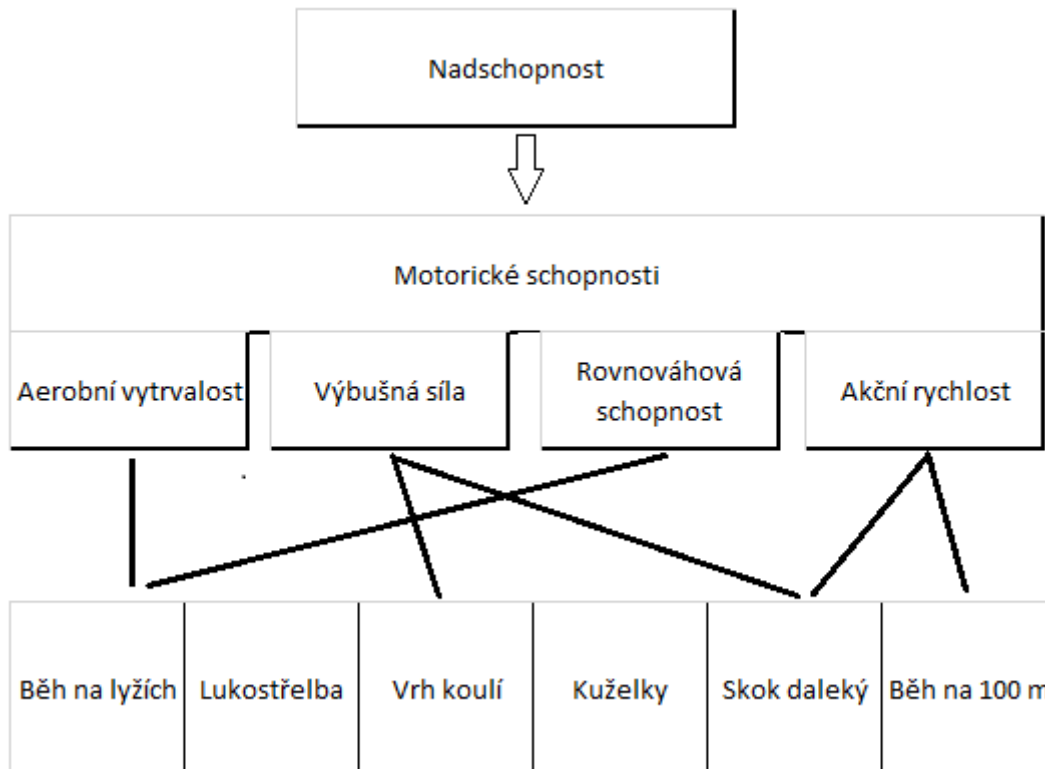 Nadschopnost
Motorické schopnosti
Aerobní vytrvalost
Výbušná síla
Rovnováhová
schopnost
Akční rychlost
Běh na lyžích
Lukostřelba
Vrh koulí
Kuželky
Skok daleký
Běh na 100 m